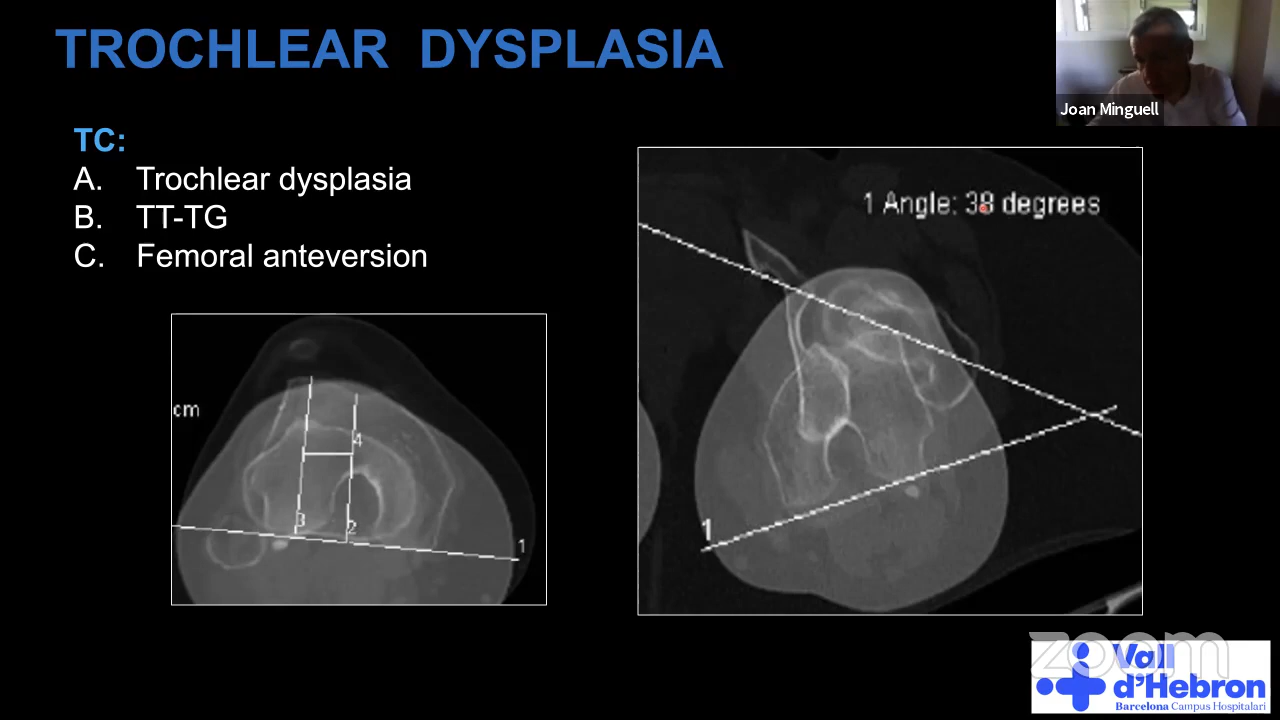 TROCHLEAR DYSPLASIA
Joan Minguell
TC:
A. Trochlear dysplasia
B. TT-TG
C. Femoral anteversion
1 Angle: 38 degrees
cm
4
3
2
1
1
zoom
Vall
d'Hebron
Barcelona Campus Hospitalari